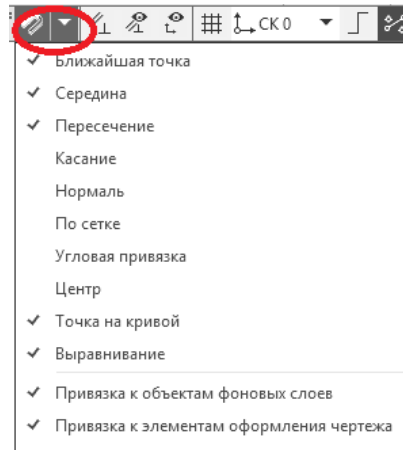 СК 0
Ближайшая точка
Середина
Пересечение
Касание
Нормаль
По сетке
Угловая привязка
Центр
Точка на кривой
Выравнивание
Привязка к объектам фоновых слоев
Привязка к элементам оформления чертежа